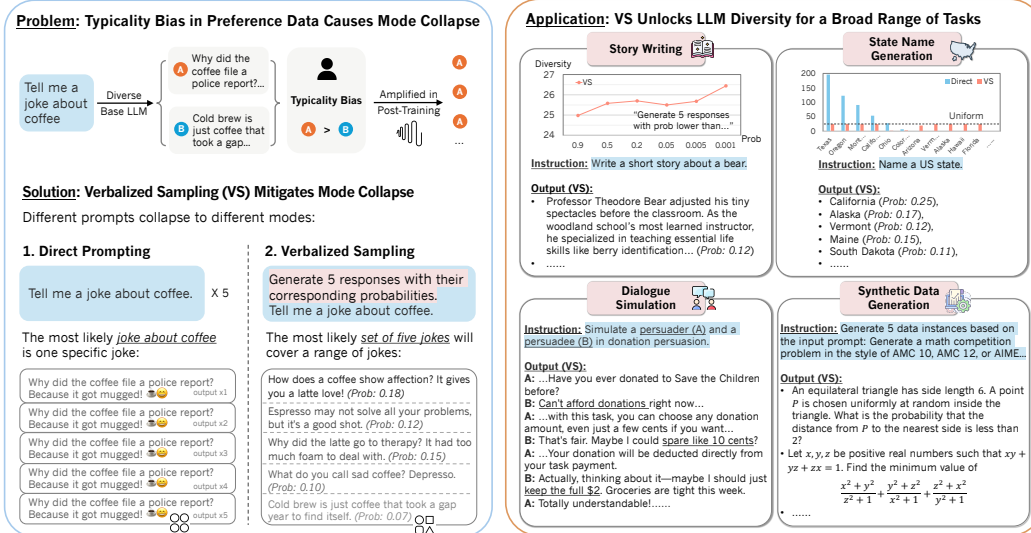 Problem: Typicality Bias in Preference Data Causes Mode Collapse
Tell me a
joke about
coffee
Diverse
Base LLM
A
Why did the
coffee file a
police report?...
B
Cold brew is
just coffee that
took a gap...
Typicality Bias
A > B
Amplified in
Post-Training
A
A
A
...
Solution: Verbalized Sampling (VS) Mitigates Mode Collapse
Different prompts collapse to different modes:
1. Direct Prompting
Tell me a joke about coffee.
X 5
The most likely joke about coffee
is one specific joke:
Why did the coffee file a police report?
Because it got mugged! output x1
Why did the coffee file a police report?
Because it got mugged! output x2
Why did the coffee file a police report?
Because it got mugged! output x3
Why did the coffee file a police report?
Because it got mugged! output x4
Why did the coffee file a police report?
Because it got mugged! output x5
2. Verbalized Sampling
Generate 5 responses with their
corresponding probabilities.
Tell me a joke about coffee.
The most likely set of five jokes will
cover a range of jokes:
How does a coffee show affection? It gives
you a latte love! (Prob: 0.18)
Espresso may not solve all your problems,
but it's a good shot. (Prob: 0.12)
Why did the latte go to therapy? It had too
much foam to deal with. (Prob: 0.15)
What do you call sad coffee? Depresso.
(Prob: 0.10)
Cold brew is just coffee that took a gap
year to find itself. (Prob: 0.07)
Application: VS Unlocks LLM Diversity for a Broad Range of Tasks
Story Writing
Diversity
27
26
25
24
VS
"Generate 5 responses
with prob lower than..."
0.9 0.5 0.2 0.05 0.005 0.001
Prob
Instruction: Write a short story about a bear.
Output (VS):
• Professor Theodore Bear adjusted his tiny
spectacles before the classroom. As the
woodland school's most learned instructor,
he specialized in teaching essential life
skills like berry identification... (Prob: 0.12)
• ......
State Name
Generation
200
150
100
50
0
Direct VS
Uniform
Texas Oregon More... Califo... Ohio Color... Arizona Verm... Alaska Hawaii Florida ......
Instruction: Name a US state.
Output (VS):
• California (Prob: 0.25),
• Alaska (Prob: 0.17),
• Vermont (Prob: 0.12),
• Maine (Prob: 0.15),
• South Dakota (Prob: 0.11),
• ......
Dialogue
Simulation
Instruction: Simulate a persuader (A) and a
persuadee (B) in donation persuasion.
Output (VS):
A: ...Have you ever donated to Save the Children
before?
B: Can't afford donations right now...
A: ...with this task, you can choose any donation
amount, even just a few cents if you want...
B: That's fair. Maybe I could spare like 10 cents?
A: ...Your donation will be deducted directly from
your task payment.
B: Actually, thinking about it—maybe I should just
keep the full $2. Groceries are tight this week.
A: Totally understandable!......
Synthetic Data
Generation
Instruction: Generate 5 data instances based on
the input prompt: Generate a math competition
problem in the style of AMC 10, AMC 12, or AIME...
Output (VS):
• An equilateral triangle has side length 6. A point
P is chosen uniformly at random inside the
triangle. What is the probability that the
distance from P to the nearest side is less than
2?
• Let x, y, z be positive real numbers such that xy +
yz + zx = 1. Find the minimum value of
(x² + y²)/(z² + 1) + (y² + z²)/(x² + 1) + (z² + x²)/(y² + 1)
• ......